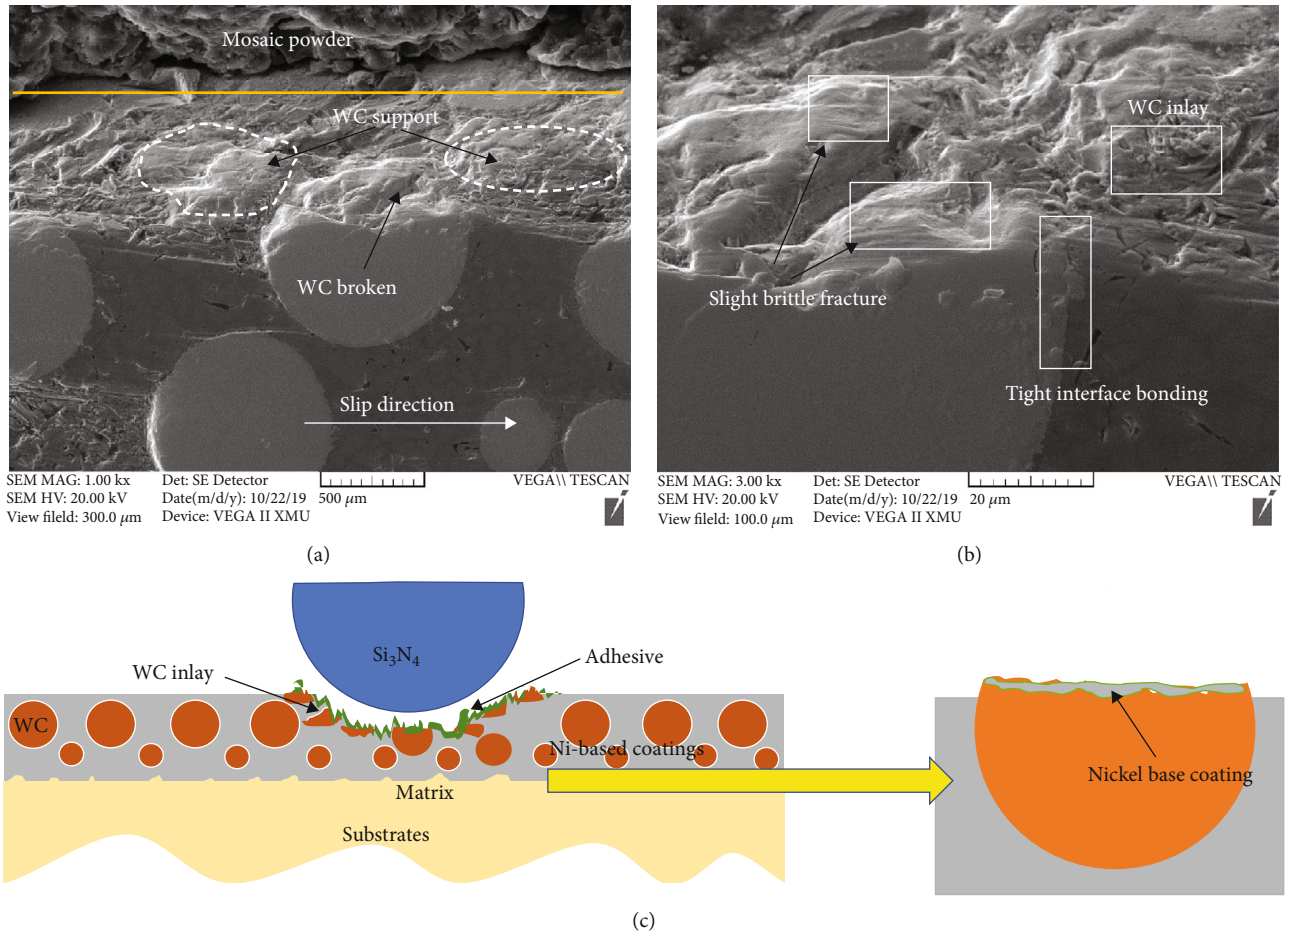 Mosaic powder
WC support
WC broken
Slip direction
SEM MAG: 1.00 kx
Det: SE Detector
VEGA\\ TESCAN
SEM HV: 20.00 kV
Date(m/d/y): 10/22/19
500 μm
View fileld: 300.0 μm
Device: VEGA II XMU
(a)
WC inlay
Slight brittle fracture
Tight interface bonding
SEM MAG: 3.00 kx
Det: SE Detector
VEGA\\ TESCAN
SEM HV: 20.00 kV
Date(m/d/y): 10/22/19
20 μm
View fileld: 100.0 μm
Device: VEGA II XMU
(b)
Si₃N₄
WC inlay
Adhesive
WC
Ni-based coatings
Matrix
Substrates
Nickel base coating
(c)